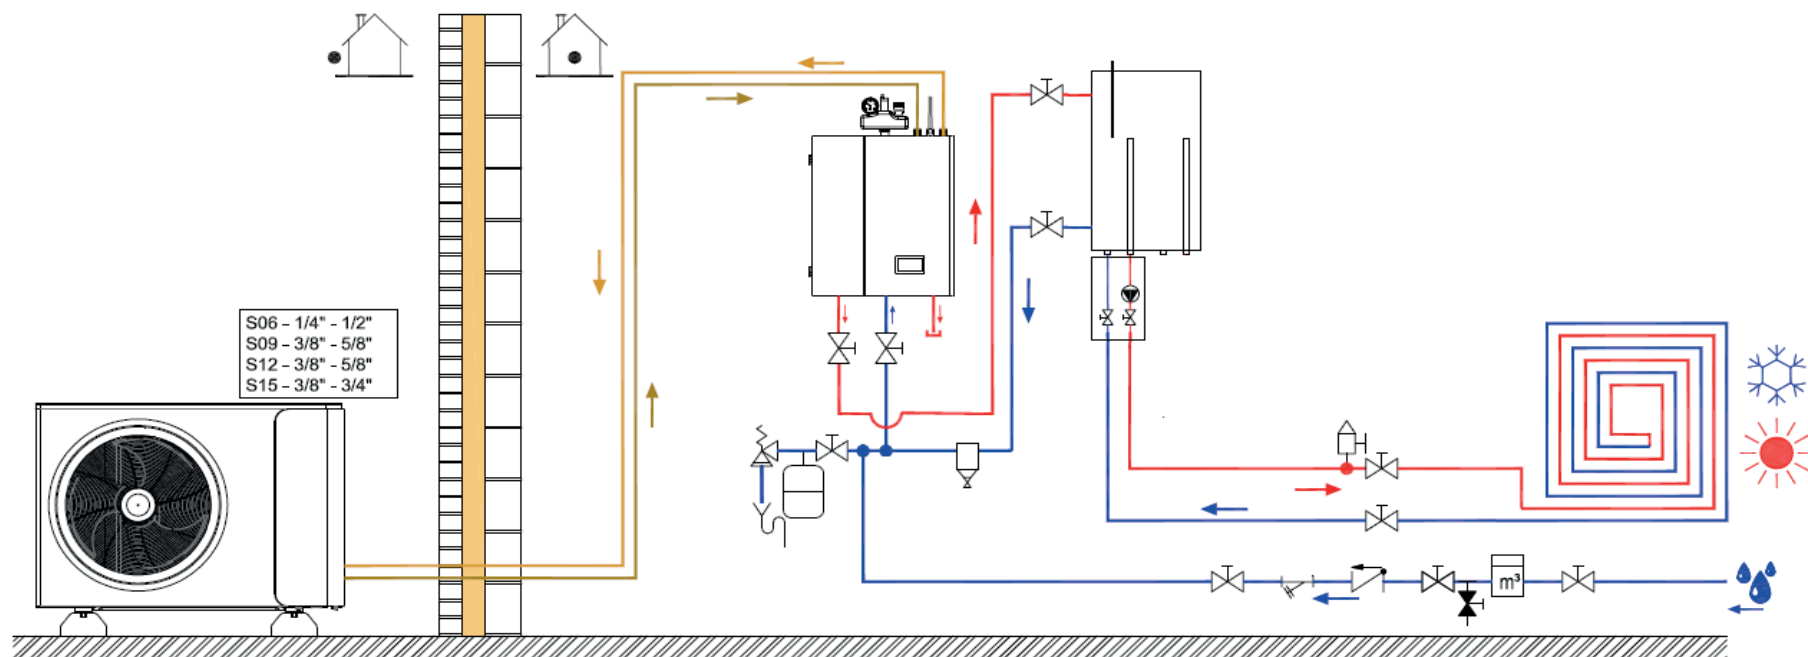 S06 – 1/4" - 1/2"
S09 – 3/8" - 5/8"
S12 – 3/8" - 5/8"
S15 – 3/8" - 3/4"
m³